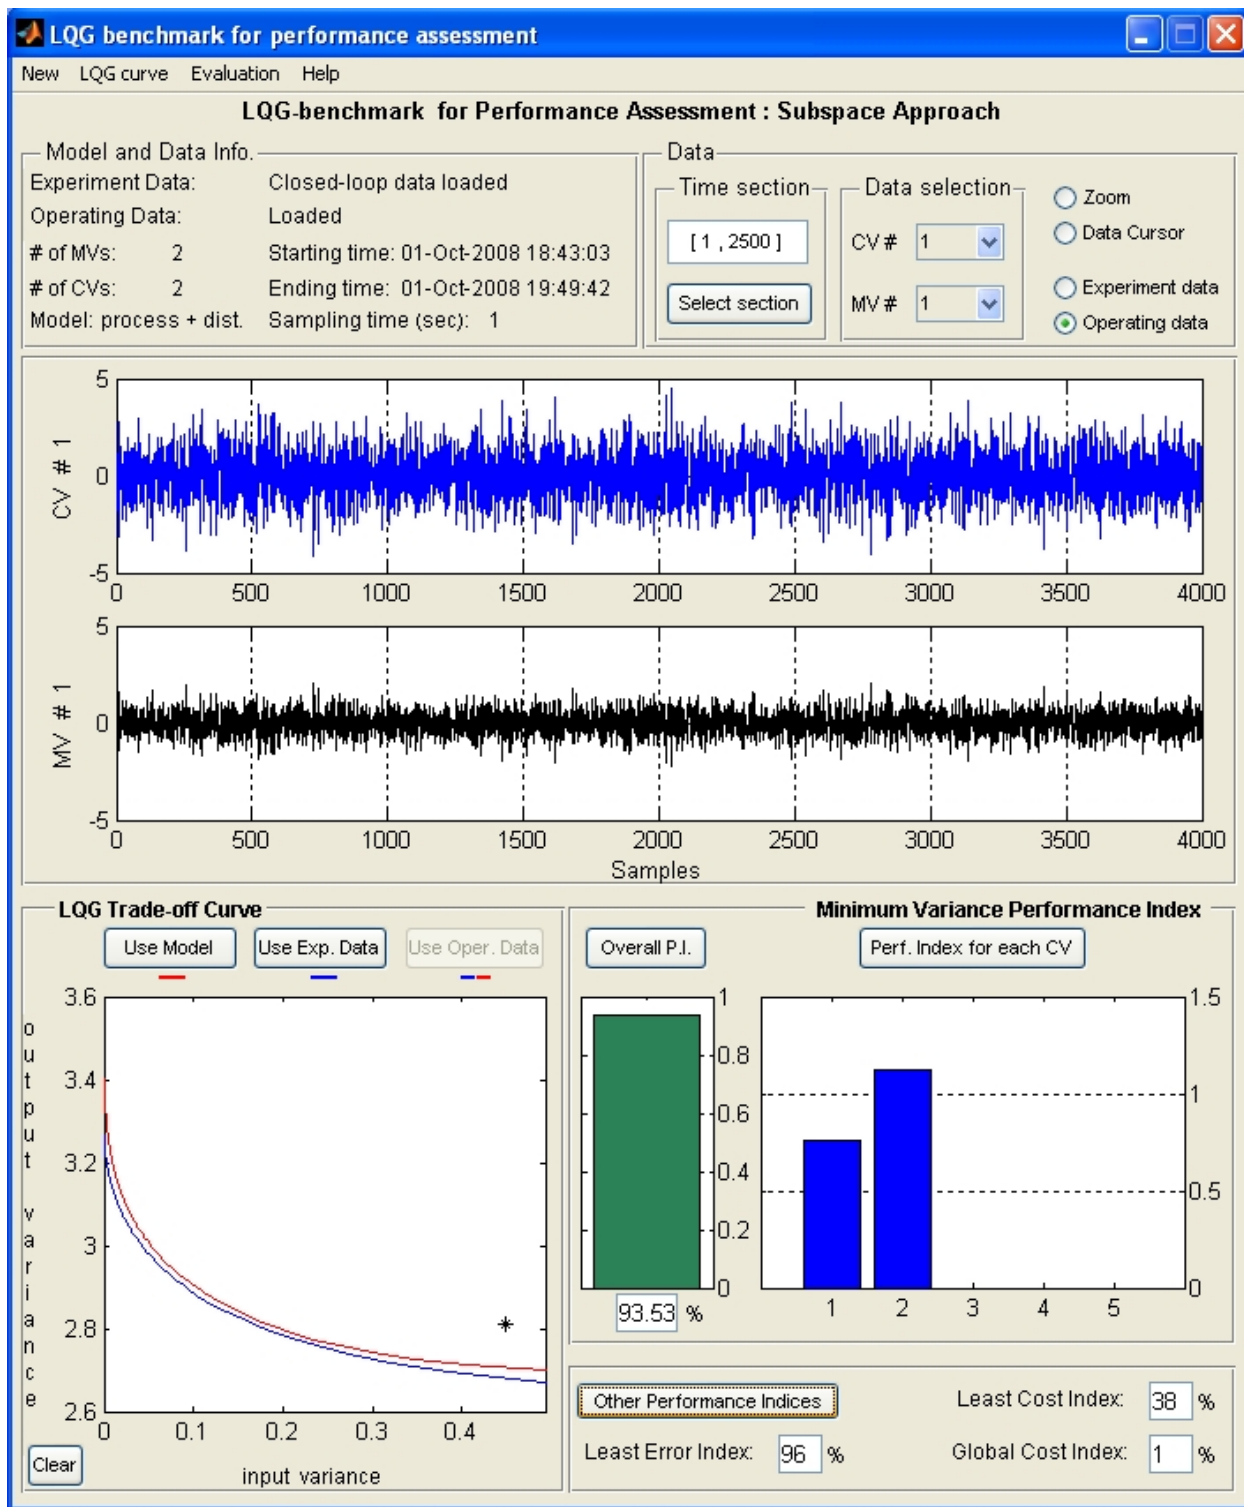 LQG benchmark for performance assessment
New LQG curve Evaluation Help
LQG-benchmark for Performance Assessment : Subspace Approach
Model and Data Info.
Experiment Data: Closed-loop data loaded
Operating Data: Loaded
# of MVs: 2 Starting time: 01-Oct-2008 18:43:03
# of CVs: 2 Ending time: 01-Oct-2008 19:49:42
Model: process + dist. Sampling time (sec): 1
Data
Time section
[ 1 , 2500 ]
Select section
Data selection
CV # 1
MV # 1
Zoom
Data Cursor
Experiment data
Operating data
CV # 1
5
0
-5
0 500 1000 1500 2000 2500 3000 3500 4000
MV # 1
5
0
-5
0 500 1000 1500 2000 2500 3000 3500 4000
Samples
LQG Trade-off Curve
Use Model Use Exp. Data Use Oper. Data
output variance
3.6
3.4
3.2
3
2.8
2.6
0 0.1 0.2 0.3 0.4
input variance
Clear
Minimum Variance Performance Index
Overall P.I. Perf. Index for each CV
1
0.8
0.6
0.4
0.2
0
93.53 %
1.5
1
0.5
0
1 2 3 4 5
Other Performance Indices Least Cost Index: 38 %
Least Error Index: 96 % Global Cost Index: 1 %